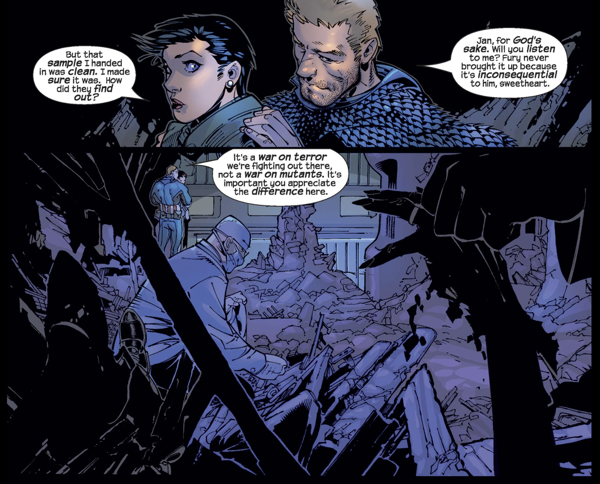 But that
sample I handed
in was clean. I made
sure it was. How
did they find
out?
Jan, for God's
sake. Will you listen
to me? Fury never
brought it up because
it's inconsequential
to him, sweetheart.
It's a war on terror
we're fighting out there,
not a war on mutants. It's
important you appreciate
the difference here.